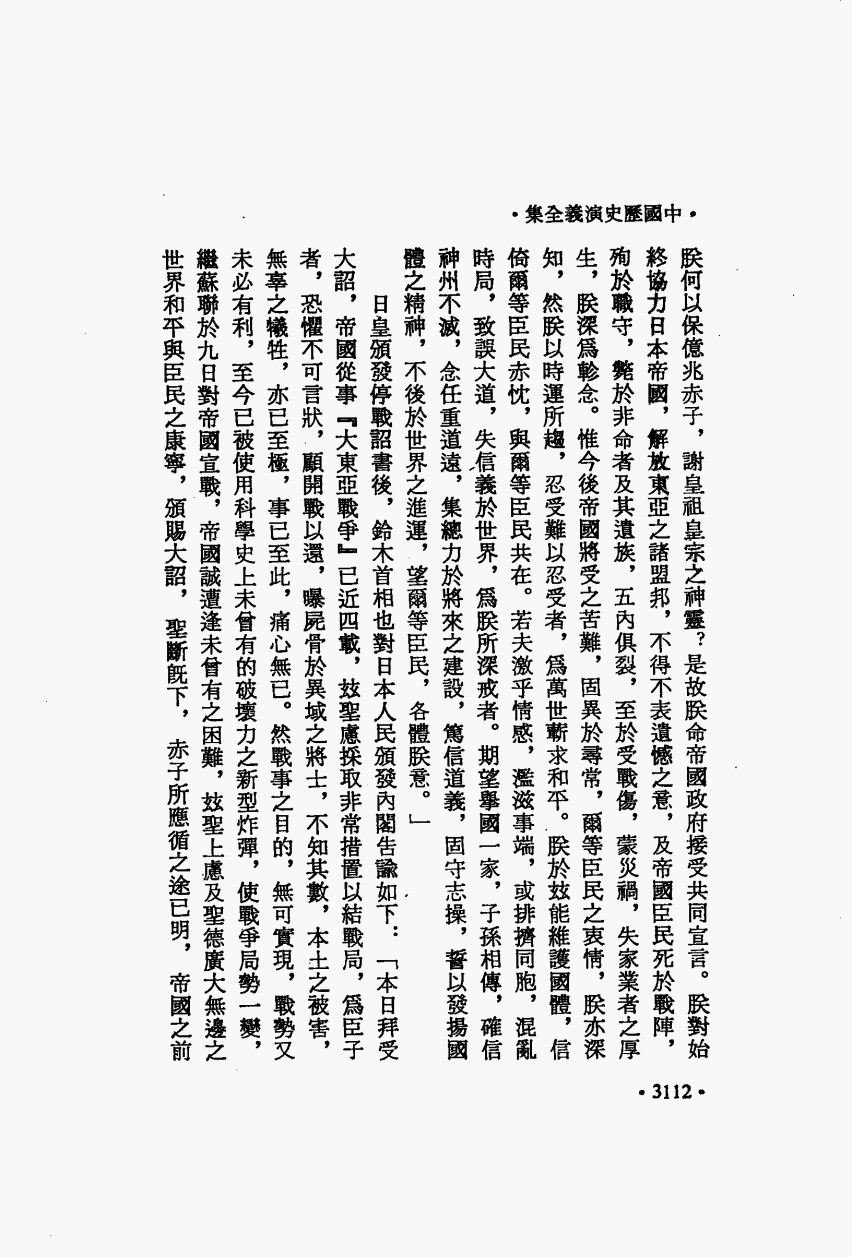 •中國歷史演義全集•
朕何以保億兆赤子，謝皇祖皇宗之神靈？是故朕命帝國政府接受共同宣言。朕對始
終協力日本帝國，解放東亞之諸盟邦，不得不表遺憾之意，及帝國臣民死於戰陣，
殉於職守，斃於非命者及其遺族，五內俱裂，至於受戰傷，蒙災禍，失家業者之厚
生，朕深爲軫念。惟今後帝國將受之苦難，固異於尋常，爾等臣民之衷情，朕亦深
知，然朕以時運所趨，忍受難以忍受者，爲萬世蘄求和平。朕於玆能維護國體，信
倚爾等臣民赤忱，與爾等臣民共在。若夫激乎情感，濫滋事端，或排擠同胞，混亂
時局，致誤大道，失信義於世界，爲朕所深戒者。期望舉國一家，子孫相傳，確信
神州不滅，念任重道遠，集總力於將來之建設，篤信道義，固守志操，誓以發揚國
體之精神，不後於世界之進運，望爾等臣民，各體朕意。」
日皇頒發停戰詔書後，鈴木首相也對日本人民頒發內閣告諭如下：「本日拜受
大詔，帝國從事『大東亞戰爭』已近四載，玆聖慮採取非常措置以結戰局，爲臣子
者，恐懼不可言狀，顧開戰以還，曝屍骨於異域之將士，不知其數，本土之被害，
無辜之犧牲，亦已至極，事已至此，痛心無已。然戰事之目的，無可實現，戰勢又
未必有利，至今已被使用科學史上未曾有的破壞力之新型炸彈，使戰爭局勢一變，
繼蘇聯於九日對帝國宣戰，帝國誠遭逢未曾有之困難，玆聖上慮及聖德廣大無邊之
世界和平與臣民之康寧，頒賜大詔，聖斷旣下，赤子所應循之途已明，帝國之前
•3112•